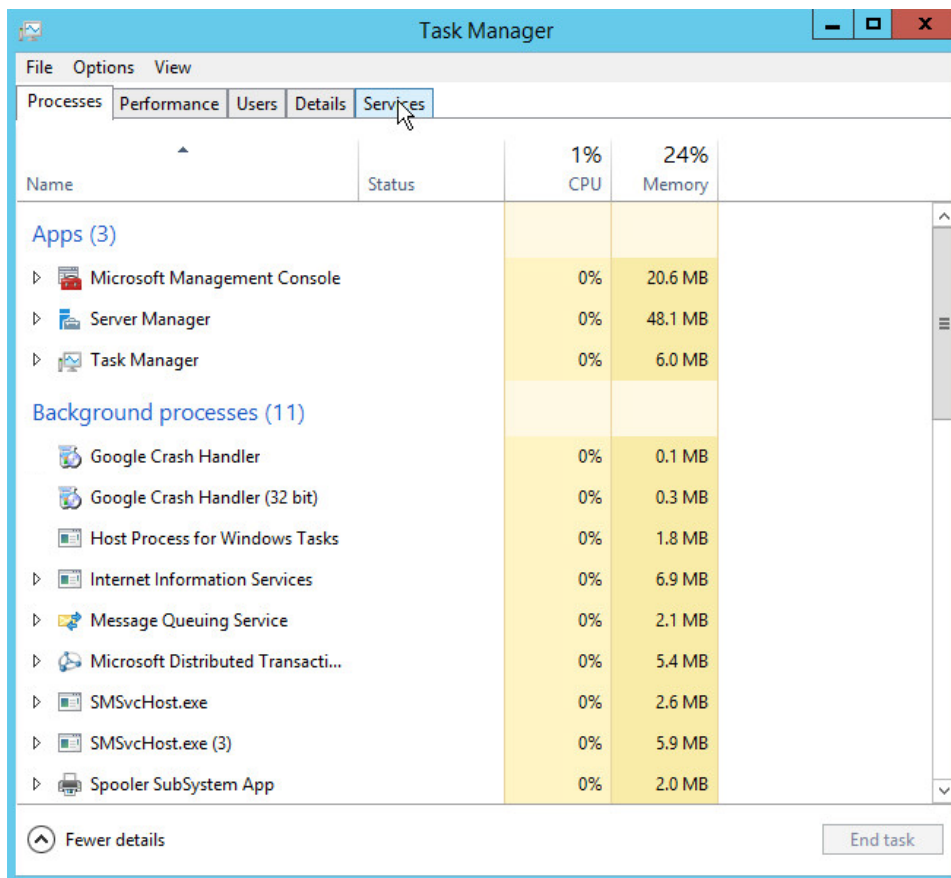 Task Manager
File Options View
Processes Performance Users Details Services
1% 24%
Name Status CPU Memory
Apps (3)
Microsoft Management Console 0% 20.6 MB
Server Manager 0% 48.1 MB
Task Manager 0% 6.0 MB
Background processes (11)
Google Crash Handler 0% 0.1 MB
Google Crash Handler (32 bit) 0% 0.3 MB
Host Process for Windows Tasks 0% 1.8 MB
Internet Information Services 0% 6.9 MB
Message Queuing Service 0% 2.1 MB
Microsoft Distributed Transacti... 0% 5.4 MB
SMSvcHost.exe 0% 2.6 MB
SMSvcHost.exe (3) 0% 5.9 MB
Spooler SubSystem App 0% 2.0 MB
Fewer details End task